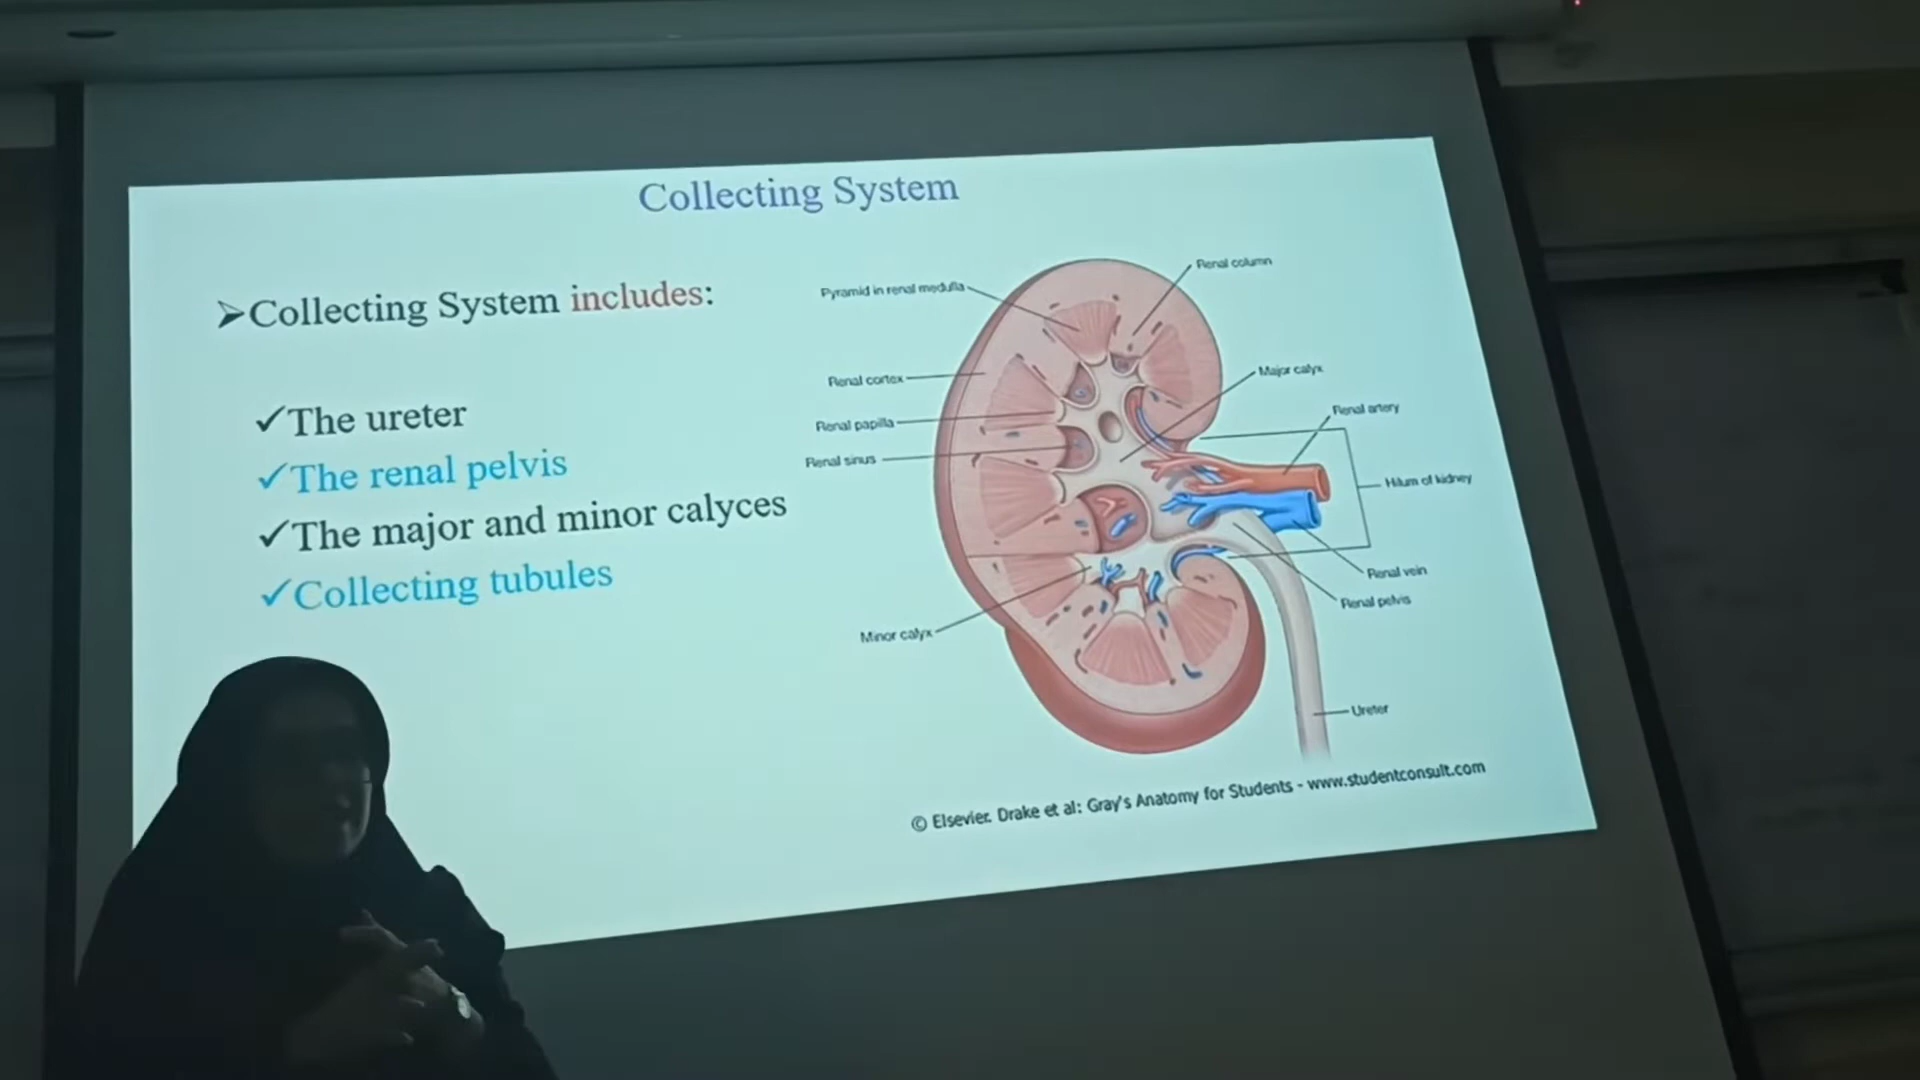 Collecting System
➢Collecting System includes:
✓The ureter
✓The renal pelvis
✓The major and minor calyces
✓Collecting tubules
Pyramid in renal medulla
Renal cortex
Renal papilla
Renal sinus
Minor calyx
Renal column
Major calyx
Renal artery
Hilum of kidney
Renal vein
Renal pelvis
Ureter
© Elsevier. Drake et al: Gray's Anatomy for Students - www.studentconsult.com